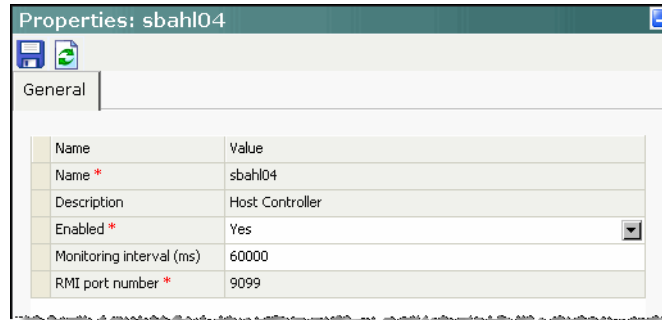 Properties: sbahl04
General
Name Value
Name * sbahl04
Description Host Controller
Enabled * Yes
Monitoring interval (ms) 60000
RMI port number * 9099